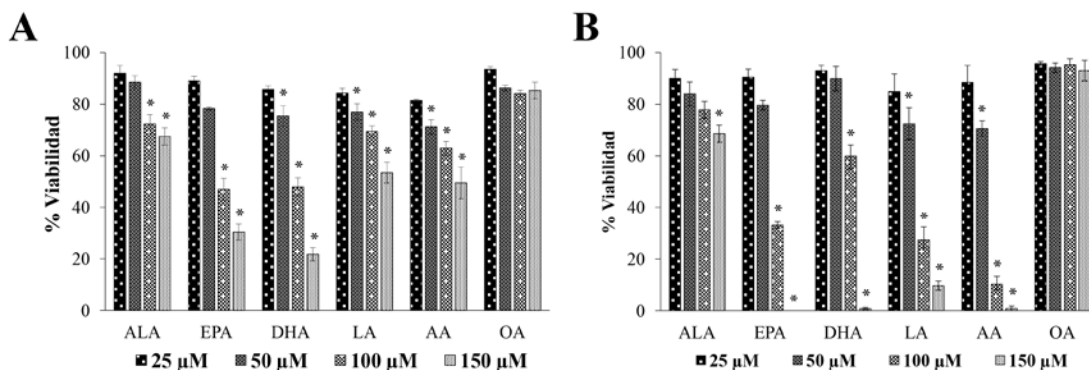 A
% Viabilidad
100
80
60
40
20
0
* * * * * * * * * * * * *
ALA EPA DHA LA AA OA
25 µM 50 µM 100 µM 150 µM
B
% Viabilidad
100
80
60
40
20
0
* * * * * * * * * * *
ALA EPA DHA LA AA OA
25 µM 50 µM 100 µM 150 µM